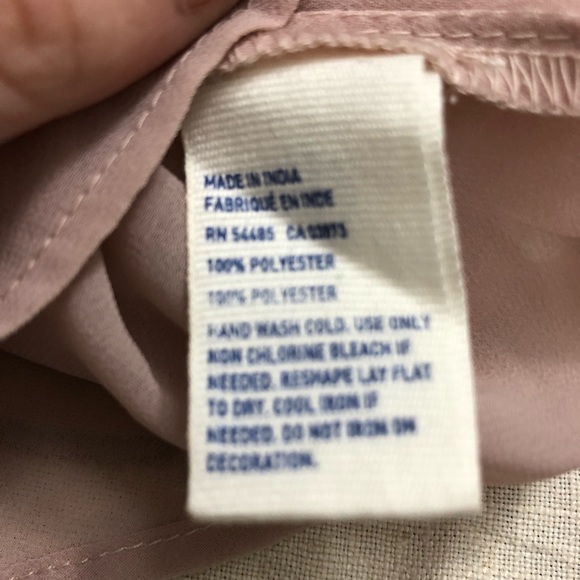 MADE IN INDIA
FABRIQUÉ EN INDE
RN 54485 CA 03873
100% POLYESTER
100% POLYESTER
HAND WASH COLD. USE ONLY
NON CHLORINE BLEACH IF
NEEDED. RESHAPE LAY FLAT
TO DRY. COOL IRON IF
NEEDED. DO NOT IRON ON
DECORATION.